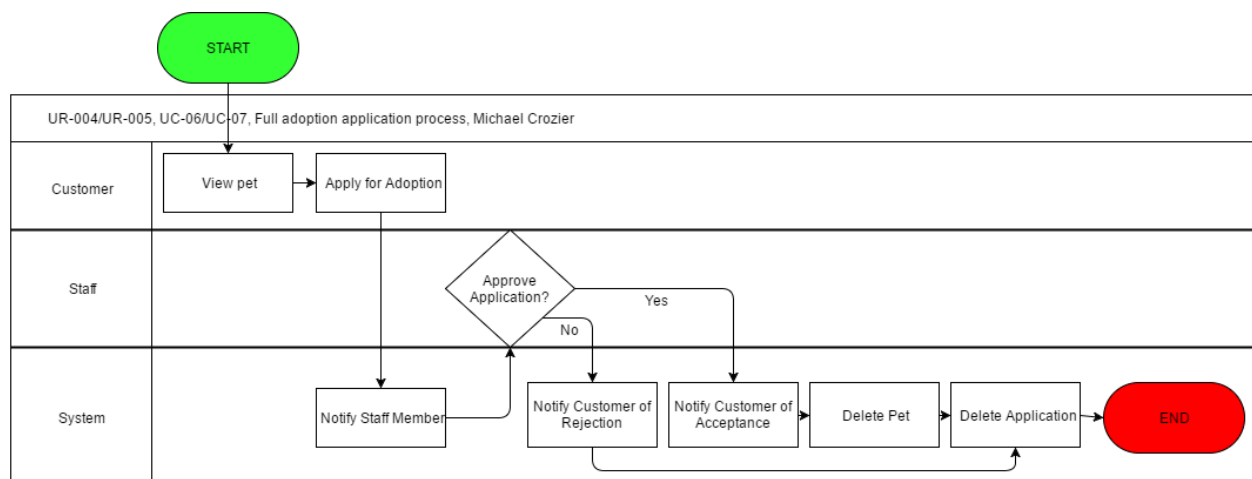 START
UR-004/UR-005, UC-06/UC-07, Full adoption application process, Michael Crozier
Customer
View pet
Apply for Adoption
Staff
Approve
Application?
Yes
No
System
Notify Staff Member
Notify Customer of
Rejection
Notify Customer of
Acceptance
Delete Pet
Delete Application
END